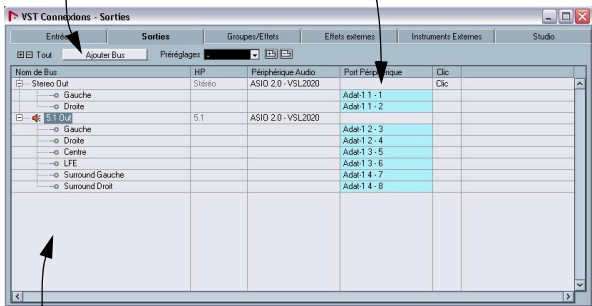 VST Connexions - Sorties
Entrées Sorties Groupes/Effets Effets externes Instruments Externes Studio
Tout Ajouter Bus Préréglages -
Nom de Bus HP Périphérique Audio Port Périphérique Clic
Stereo Out Stéréo ASIO 2.0 - VSL2020 Clic
Gauche Adat-1 1 - 1
Droite Adat-1 1 - 2
5.1 Out 5.1 ASIO 2.0 - VSL2020
Gauche Adat-1 2 - 3
Droite Adat-1 2 - 4
Centre Adat-1 3 - 5
LFE Adat-1 3 - 6
Surround Gauche Adat-1 4 - 7
Surround Droit Adat-1 4 - 8